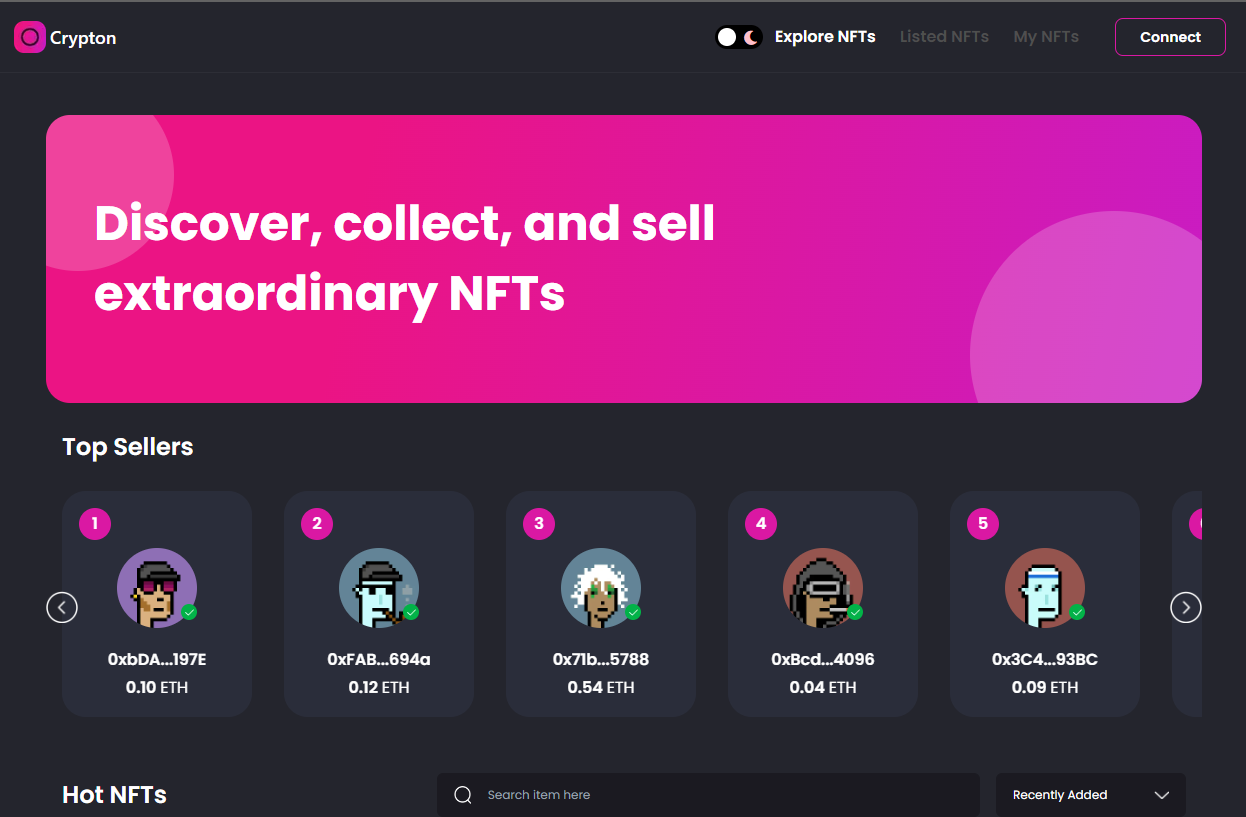 Crypton
Explore NFTs
Listed NFTs
My NFTs
Connect
Discover, collect, and sell
extraordinary NFTs
Top Sellers
1
2
3
4
5
0xbDA...197E
0xFAB...694a
0x71b...5788
0xBcd...4096
0x3C4...93BC
0.10 ETH
0.12 ETH
0.54 ETH
0.04 ETH
0.09 ETH
Hot NFTs
Search item here
Recently Added